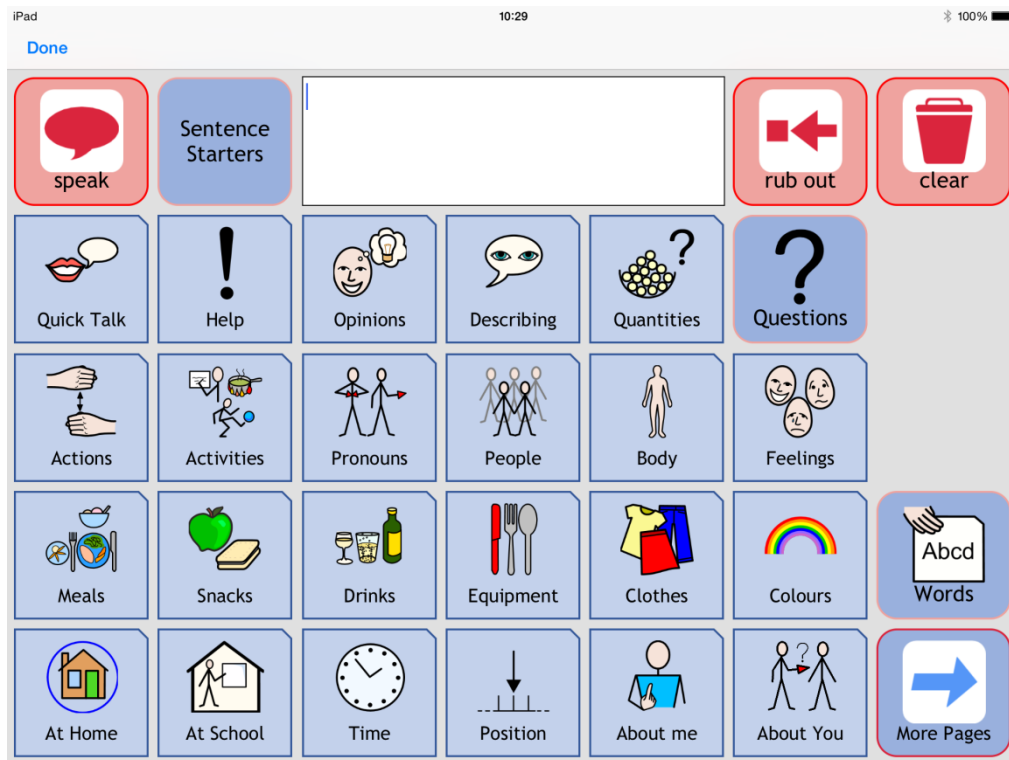 iPad
10:29
100%
Done
speak
Sentence
Starters
rub out
clear
Quick Talk
Help
Opinions
Describing
Quantities
Questions
Actions
Activities
Pronouns
People
Body
Feelings
Meals
Snacks
Drinks
Equipment
Clothes
Colours
Abcd
Words
At Home
At School
Time
Position
About me
About You
More Pages